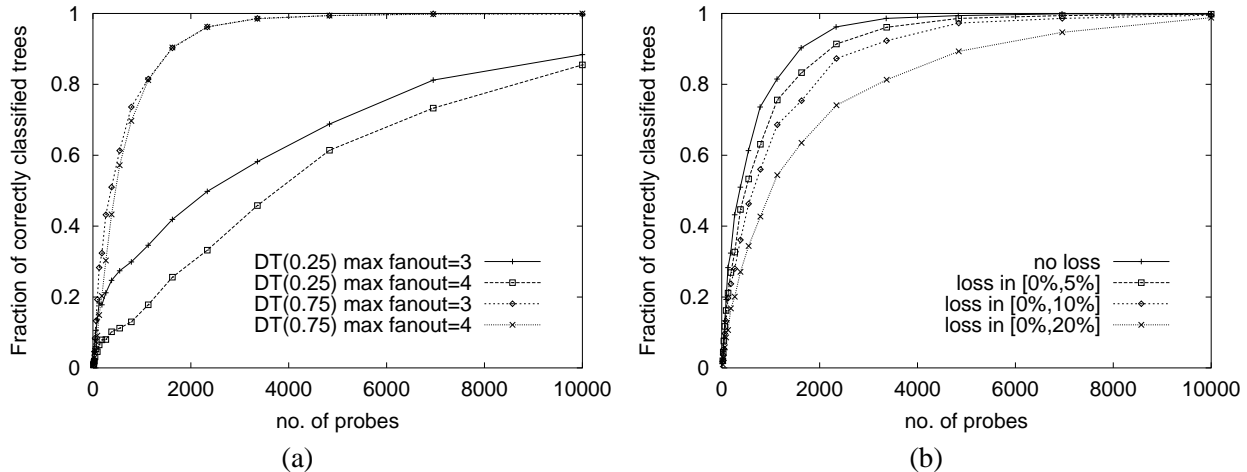 Fraction of correctly classified trees
1
0.8
0.6
0.4
0.2
0
0
2000
4000
6000
8000
10000
no. of probes
DT(0.25) max fanout=3
DT(0.25) max fanout=4
DT(0.75) max fanout=3
DT(0.75) max fanout=4
(a)
Fraction of correctly classified trees
1
0.8
0.6
0.4
0.2
0
0
2000
4000
6000
8000
10000
no. of probes
no loss
loss in [0%,5%]
loss in [0%,10%]
loss in [0%,20%]
(b)